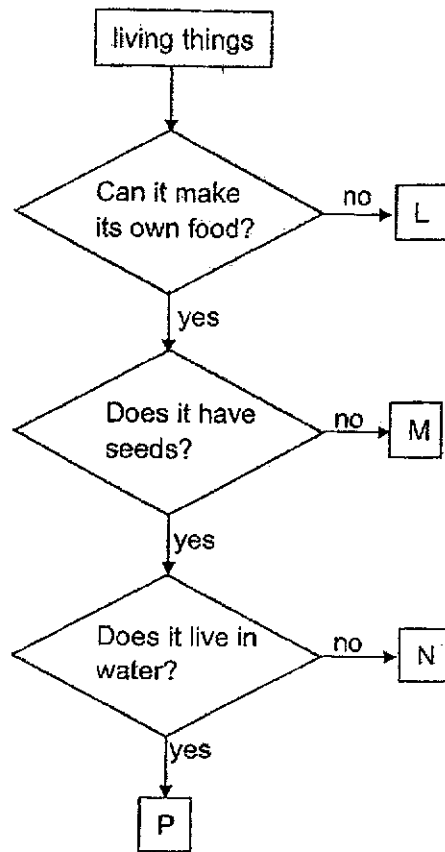 living things
Can it make
its own food?
no
L
yes
Does it have
seeds?
no
M
yes
Does it live in
water?
no
N
yes
P